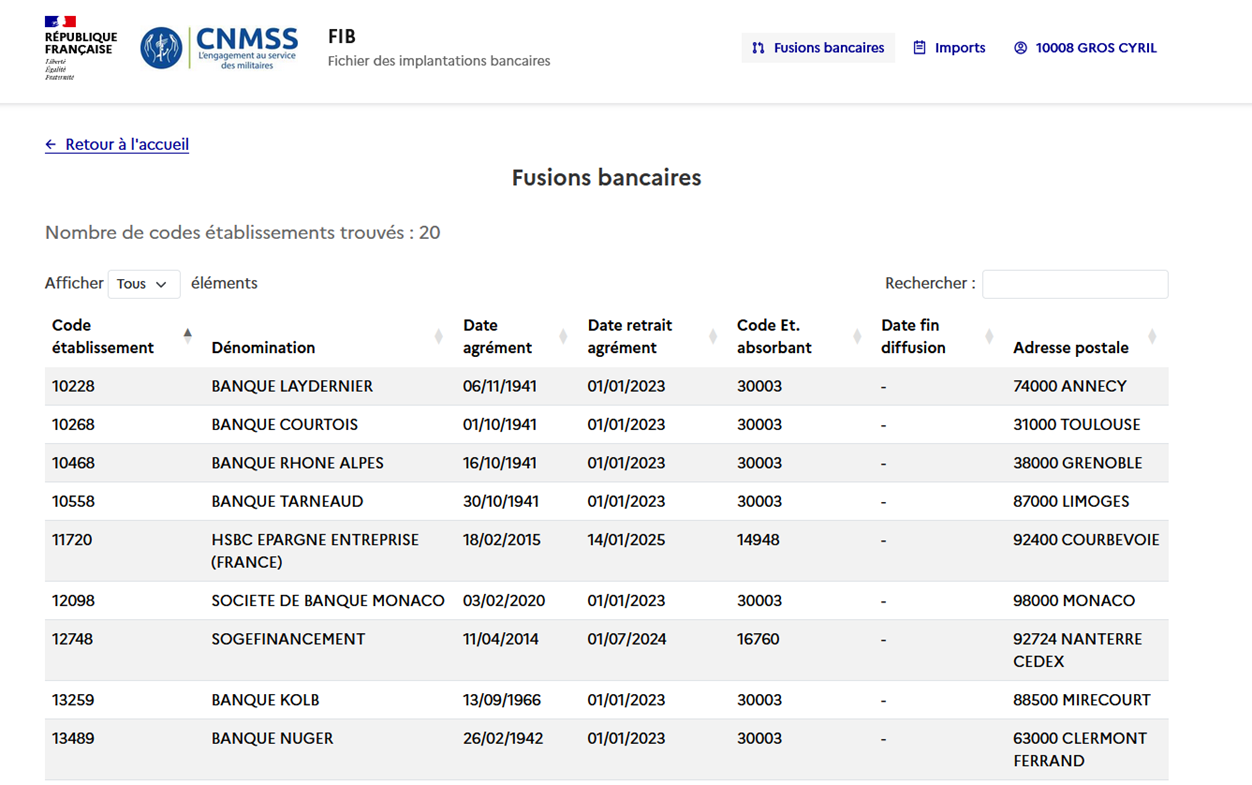 RÉPUBLIQUE
FRANÇAISE
Liberté
Égalité
Fraternité
CNMSS
L'engagement au service
des militaires
FIB
Fichier des implantations bancaires
Fusions bancaires
Imports
10008 GROS CYRIL
← Retour à l'accueil
Fusions bancaires
Nombre de codes établissements trouvés : 20
Afficher Tous éléments
Rechercher :
Code établissement Dénomination Date agrément Date retrait agrément Code Et. absorbant Date fin diffusion Adresse postale
10228 BANQUE LAYDERNIER 06/11/1941 01/01/2023 30003 - 74000 ANNECY
10268 BANQUE COURTOIS 01/10/1941 01/01/2023 30003 - 31000 TOULOUSE
10468 BANQUE RHONE ALPES 16/10/1941 01/01/2023 30003 - 38000 GRENOBLE
10558 BANQUE TARNEAUD 30/10/1941 01/01/2023 30003 - 87000 LIMOGES
11720 HSBC EPARGNE ENTREPRISE 18/02/2015 14/01/2025 14948 - 92400 COURBEVOIE
(FRANCE)
12098 SOCIETE DE BANQUE MONACO 03/02/2020 01/01/2023 30003 - 98000 MONACO
12748 SOGEFINANCEMENT 11/04/2014 01/07/2024 16760 - 92724 NANTERRE
CEDEX
13259 BANQUE KOLB 13/09/1966 01/01/2023 30003 - 88500 MIRECOURT
13489 BANQUE NUGER 26/02/1942 01/01/2023 30003 - 63000 CLERMONT
FERRAND